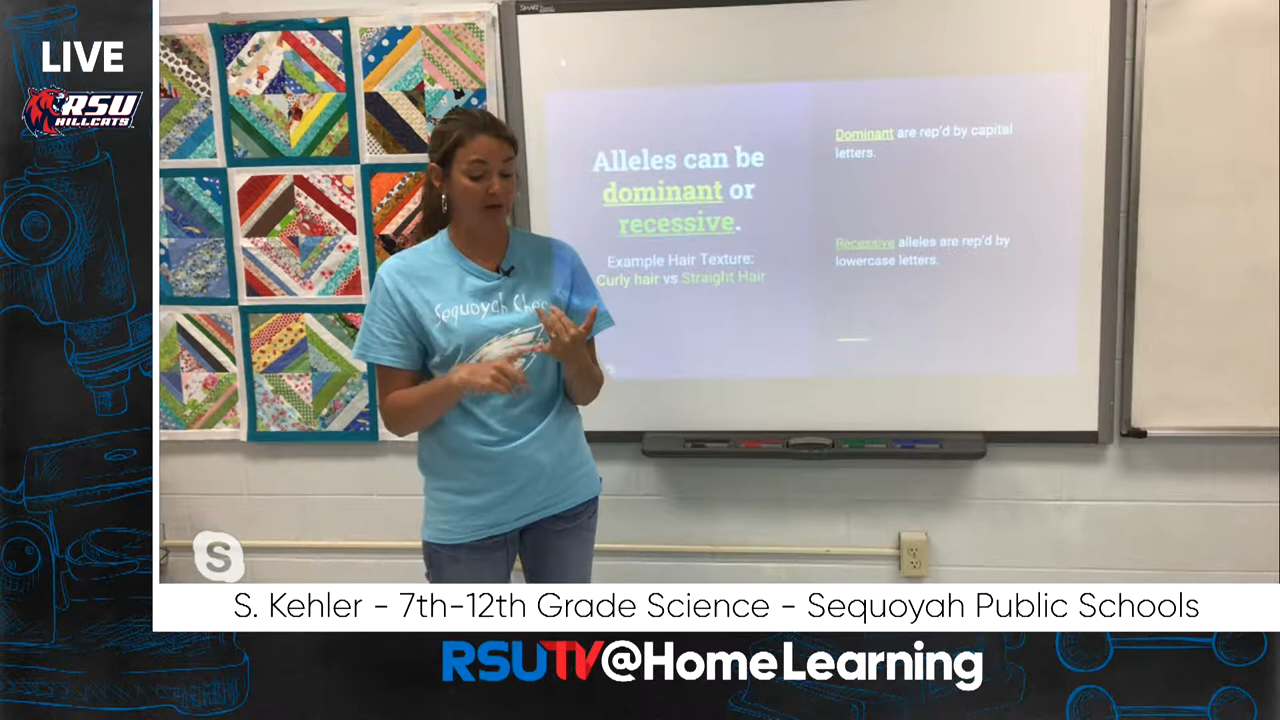 LIVE
RSU
HILLCATS
SMART
Alleles can be
dominant or
recessive.
Example Hair Texture:
Curly hair vs Straight Hair
Dominant are rep'd by capital
letters.
Recessive alleles are rep'd by
lowercase letters.
Sequoyah
S
S. Kehler - 7th-12th Grade Science - Sequoyah Public Schools
RSUTV@HomeLearning